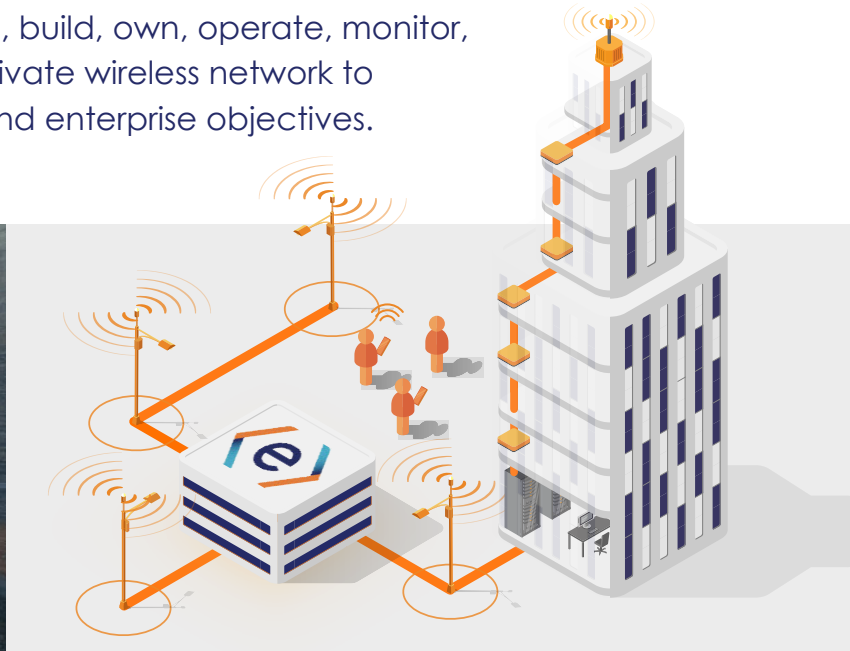 , build, own, operate, monitor,
ivate wireless network to
nd enterprise objectives.
e